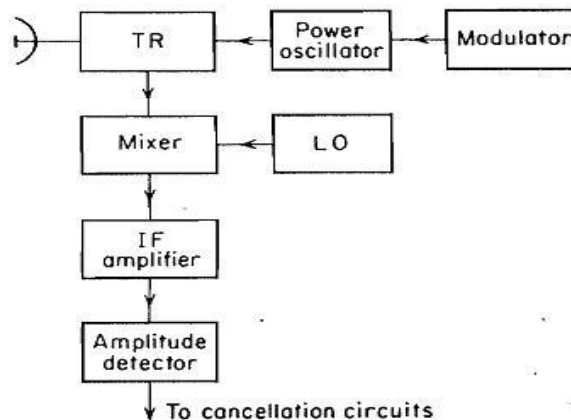 TR
Power
oscillator
Modulator
Mixer
LO
IF
amplifier
Amplitude
detector
To cancellation circuits